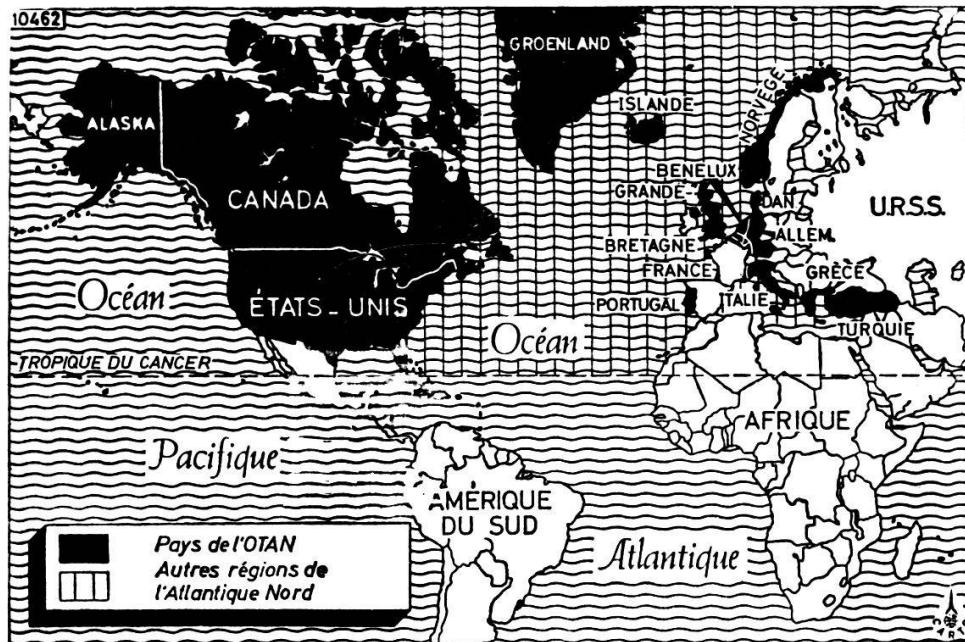 10462
GROENLAND
ALASKA
ISLANDE
NORVÈGE
CANADA
BENELUX
GRANDE-
BRETAGNE
DAN.
ALLEM.
U.R.S.S.
FRANCE
GRÈCE
Océan
ÉTATS-UNIS
PORTUGAL
ITALIE
TURQUIE
Océan
TROPIQUE DU CANCER
AFRIQUE
Pacifique
AMÉRIQUE
DU SUD
Atlantique
Pays de l'OTAN
Autres régions de
l'Atlantique Nord